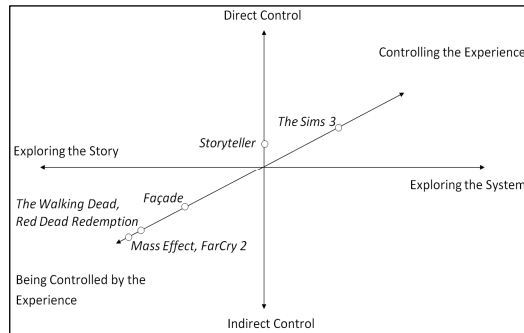 Direct Control
Controlling the Experience
The Sims 3
Storyteller
Exploring the Story
Exploring the System
The Walking Dead,
Façade
Red Dead Redemption
Mass Effect, FarCry 2
Being Controlled by the
Experience
Indirect Control